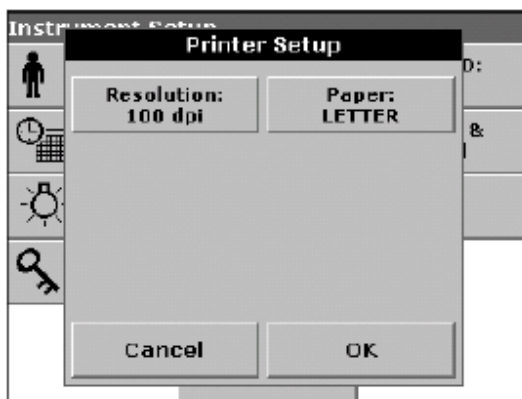 Printer Setup
Resolution:
100 dpi
Paper:
LETTER
D:
&
Cancel
OK